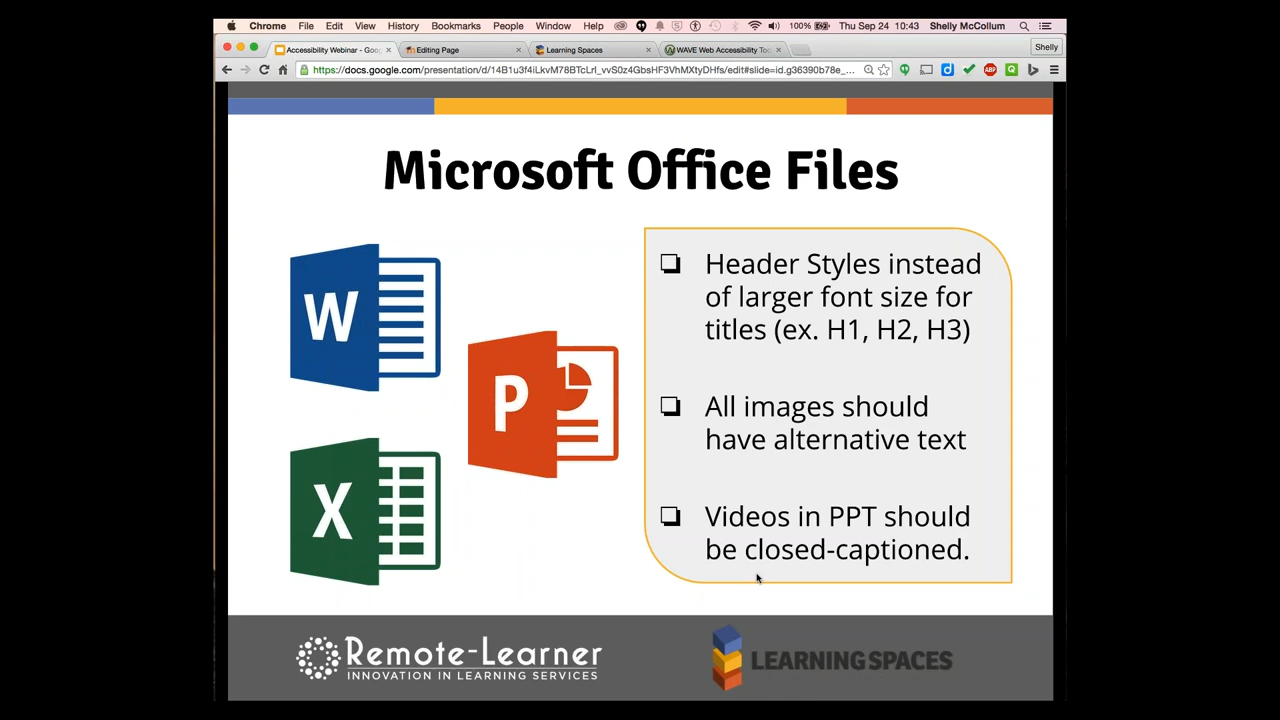 Chrome File Edit View History Bookmarks People Window Help 100% Thu Sep 24 10:43 Shelly McCollum
Accessibility Webinar - Goo Editing Page Learning Spaces WAVE Web Accessibility Too Shelly
Microsoft Office Files
W
P
X
Header Styles instead
of larger font size for
titles (ex. H1, H2, H3)
All images should
have alternative text
Videos in PPT should
be closed-captioned.
Remote-Learner
INNOVATION IN LEARNING SERVICES
LEARNING SPACES